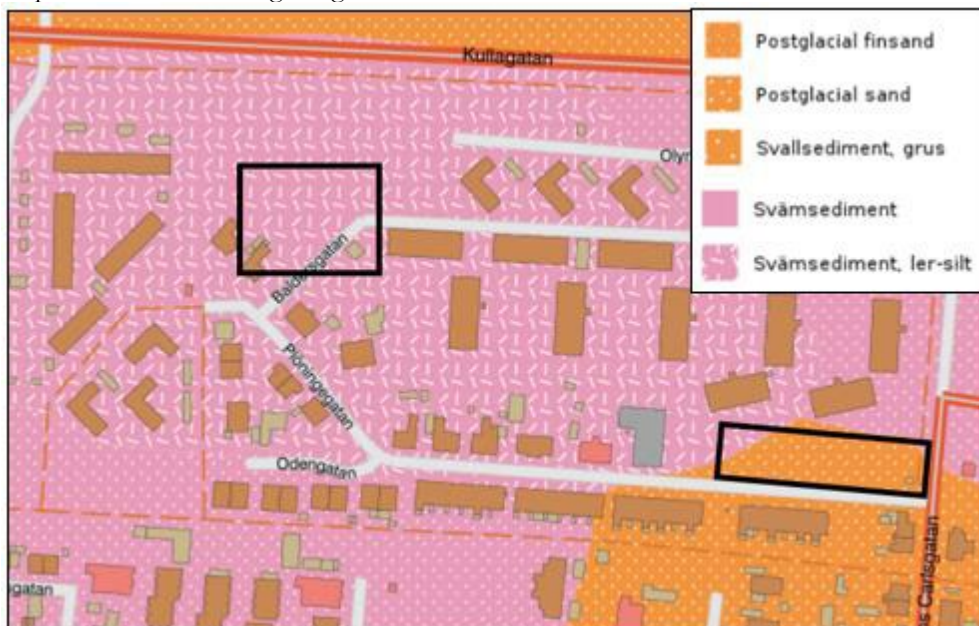 Kullagatan
Postglacial finsand
Postglacial sand
Svallsediment, grus
Svämsediment
Svämsediment, ler-silt
Baldersgatan
Plöningegatan
Odengatan